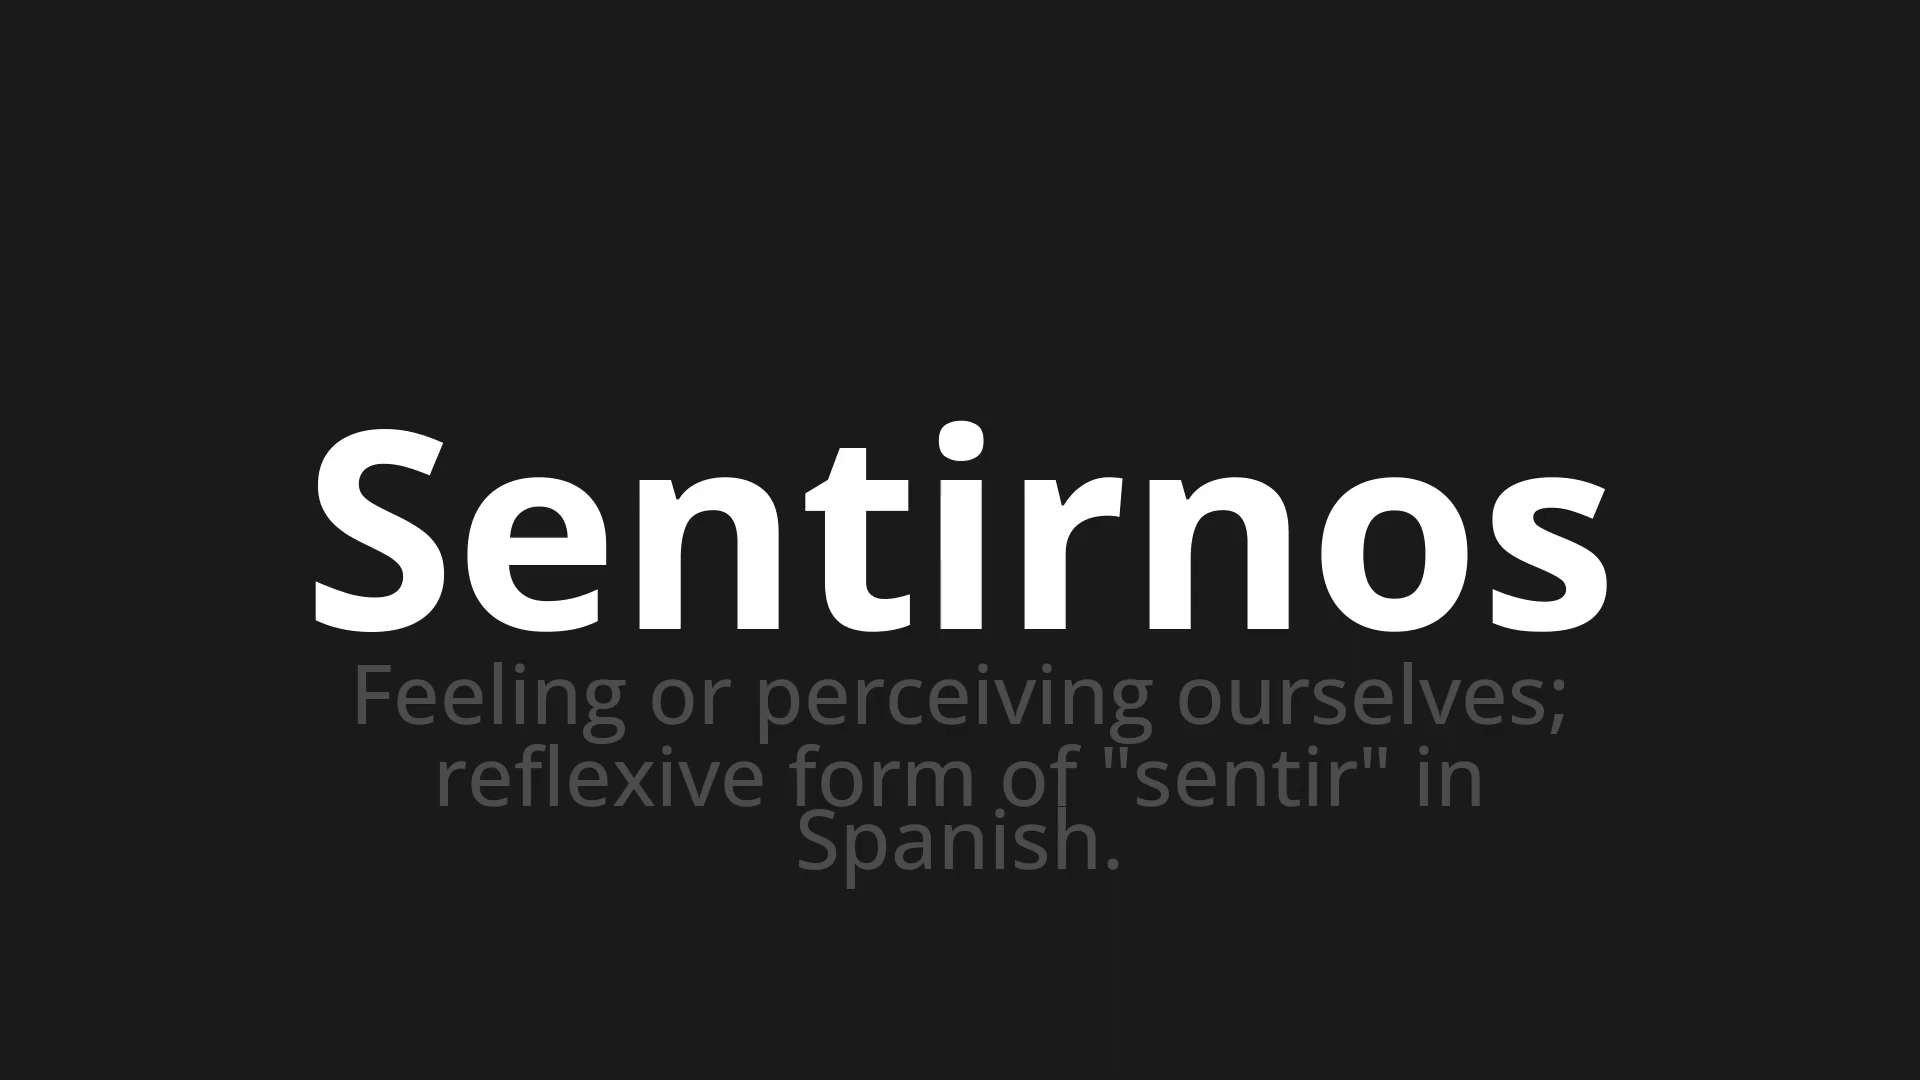 Sentirnos
Feeling or perceiving ourselves;
reflexive form of "sentir" in
Spanish.